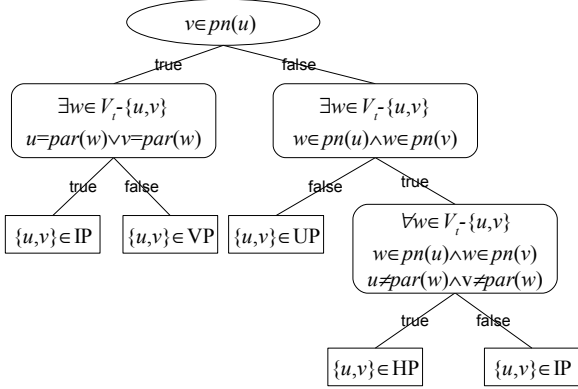 v∈pn(u)
true false
∃w∈V_t-{u,v}
u=par(w)∨v=par(w)
∃w∈V_t-{u,v}
w∈pn(u)∧w∈pn(v)
true false false true
{u,v}∈IP {u,v}∈VP {u,v}∈UP
∀w∈V_t-{u,v}
w∈pn(u)∧w∈pn(v)
u≠par(w)∧v≠par(w)
true false
{u,v}∈HP {u,v}∈IP